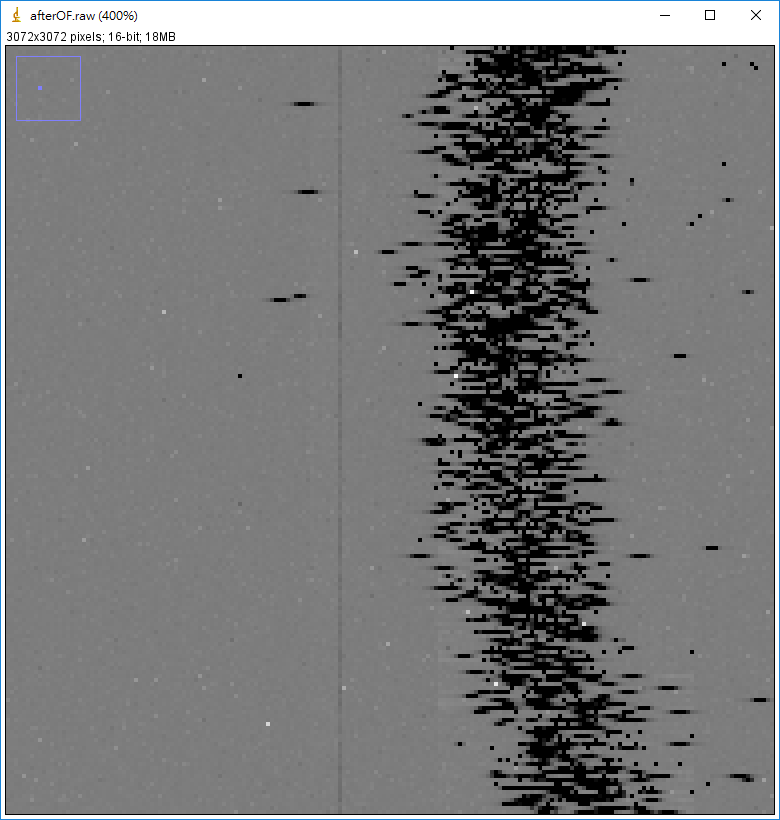 afterOF.raw (400%)
3072x3072 pixels; 16-bit; 18MB